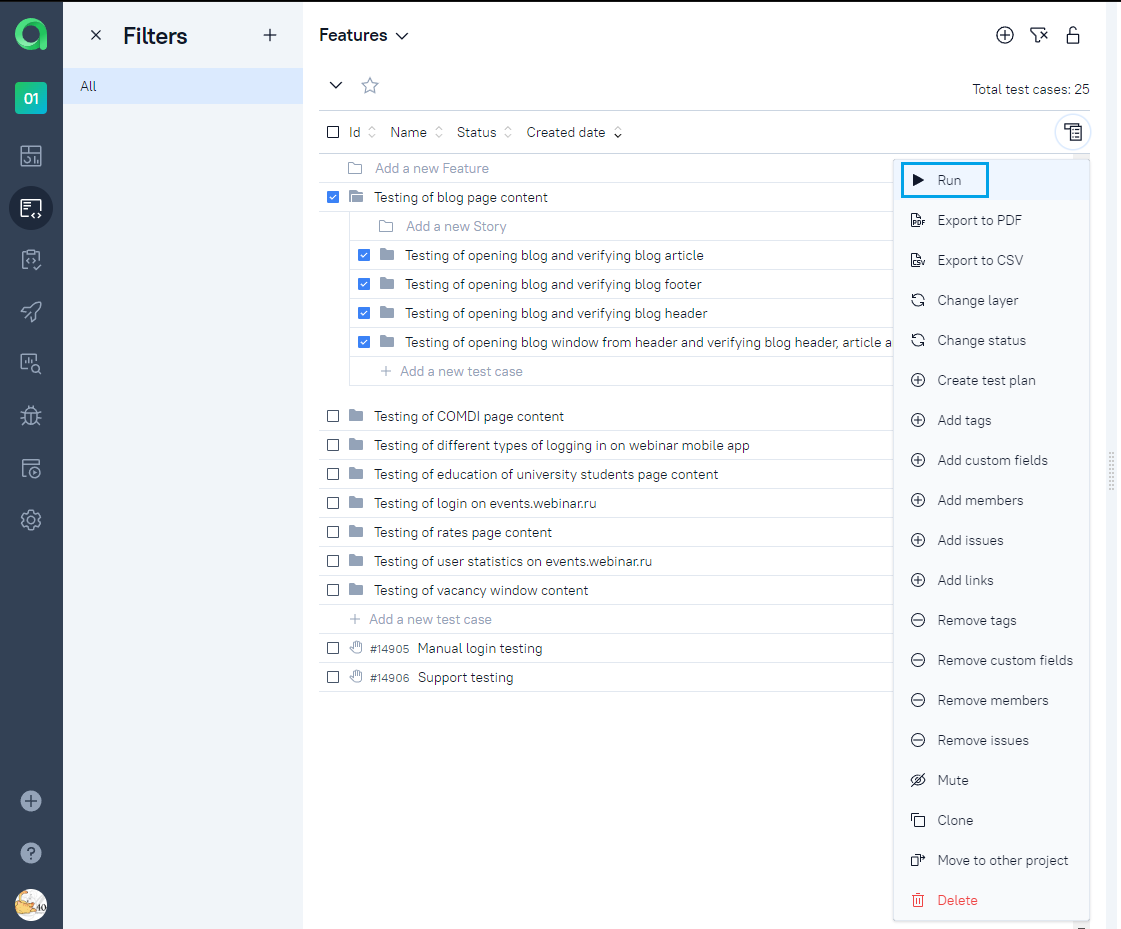 Filters
All
01
Features
Total test cases: 25
Id Name Status Created date
Add a new Feature
Testing of blog page content
Add a new Story
Testing of opening blog and verifying blog article
Testing of opening blog and verifying blog footer
Testing of opening blog and verifying blog header
Testing of opening blog window from header and verifying blog header, article a
Add a new test case
Testing of COMDI page content
Testing of different types of logging in on webinar mobile app
Testing of education of university students page content
Testing of login on events.webinar.ru
Testing of rates page content
Testing of user statistics on events.webinar.ru
Testing of vacancy window content
Add a new test case
#14905 Manual login testing
#14906 Support testing
Run
PDF Export to PDF
CSV Export to CSV
Change layer
Change status
Create test plan
Add tags
Add custom fields
Add members
Add issues
Add links
Remove tags
Remove custom fields
Remove members
Remove issues
Mute
Clone
Move to other project
Delete